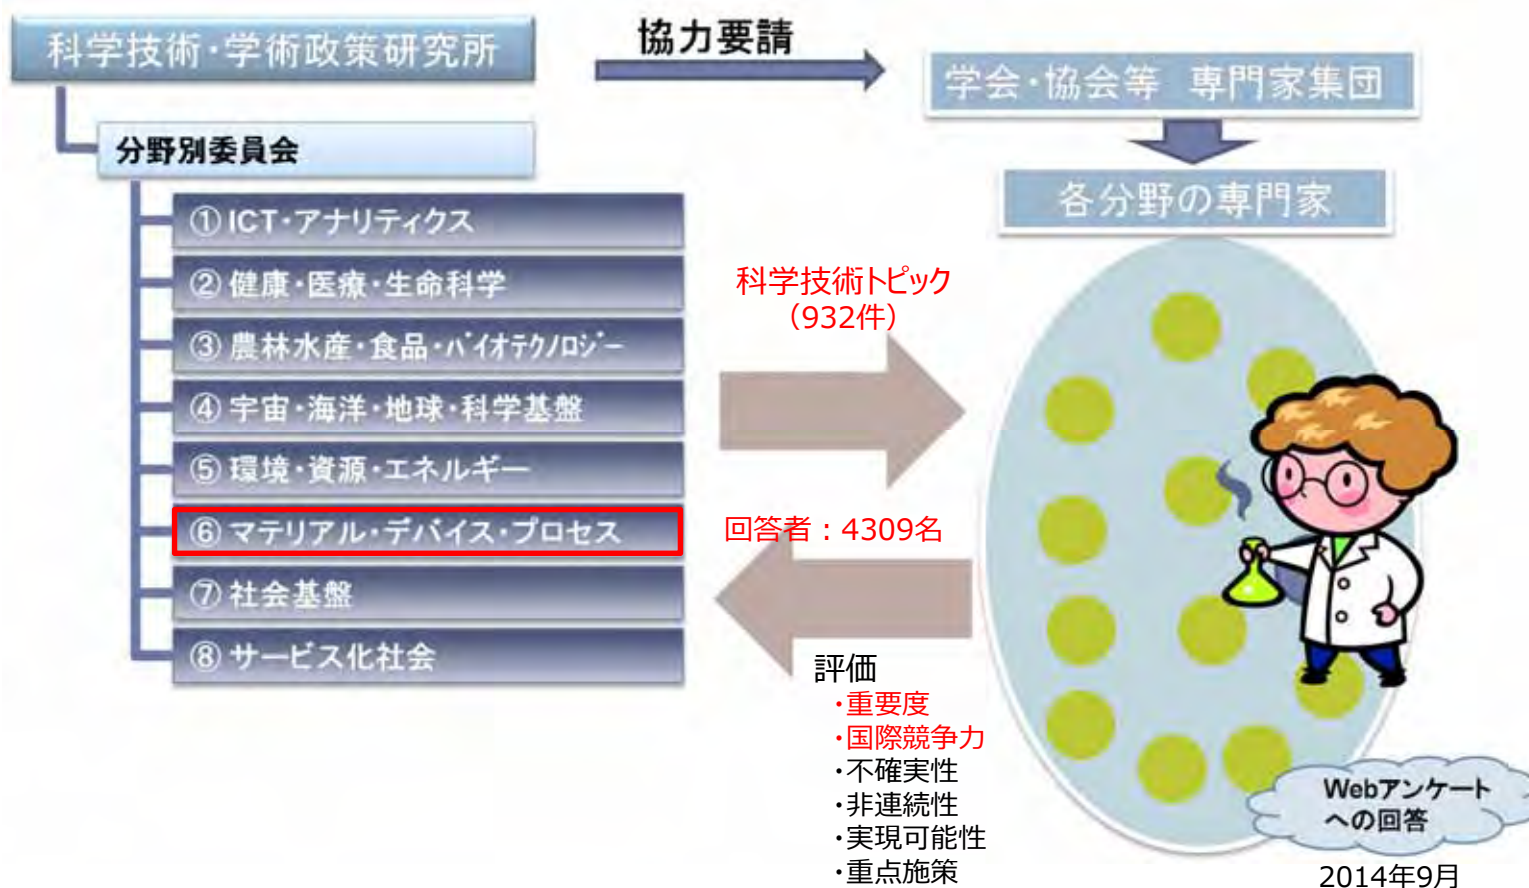 科学技術・学術政策研究所
協力要請
学会・協会等 専門家集団
分野別委員会
各分野の専門家
① ICT・アナリティクス
② 健康・医療・生命科学
③ 農林水産・食品・バイオテクノロジー
④ 宇宙・海洋・地球・科学基盤
⑤ 環境・資源・エネルギー
⑥ マテリアル・デバイス・プロセス
⑦ 社会基盤
⑧ サービス化社会
科学技術トピック
（932件）
回答者：4309名
評価
・重要度
・国際競争力
・不確実性
・非連続性
・実現可能性
・重点施策
Webアンケート
への回答
2014年9月